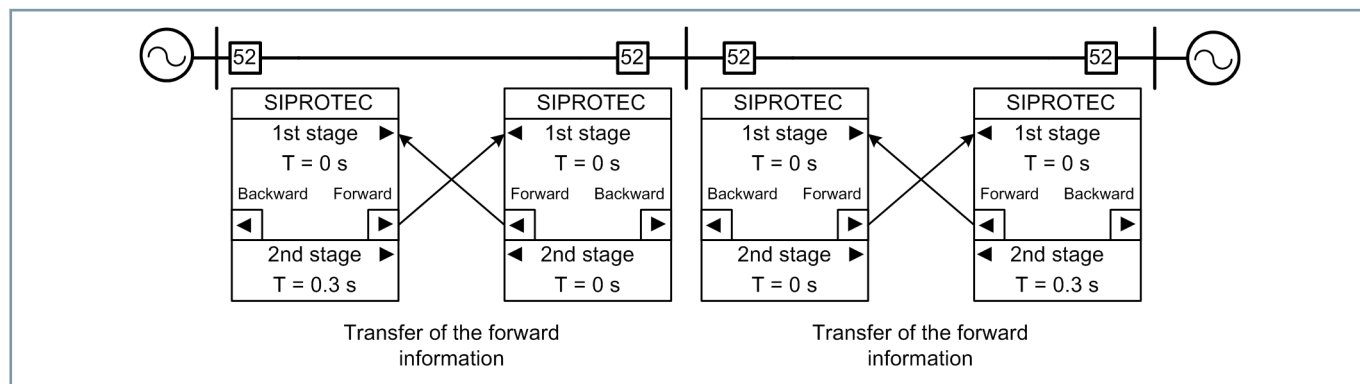 52
52
52
52
SIPROTEC
1st stage
T = 0 s
Backward Forward
2nd stage
T = 0.3 s
SIPROTEC
1st stage
T = 0 s
Forward Backward
2nd stage
T = 0 s
SIPROTEC
1st stage
T = 0 s
Backward Forward
2nd stage
T = 0 s
SIPROTEC
1st stage
T = 0 s
Forward Backward
2nd stage
T = 0.3 s
Transfer of the forward
information
Transfer of the forward
information